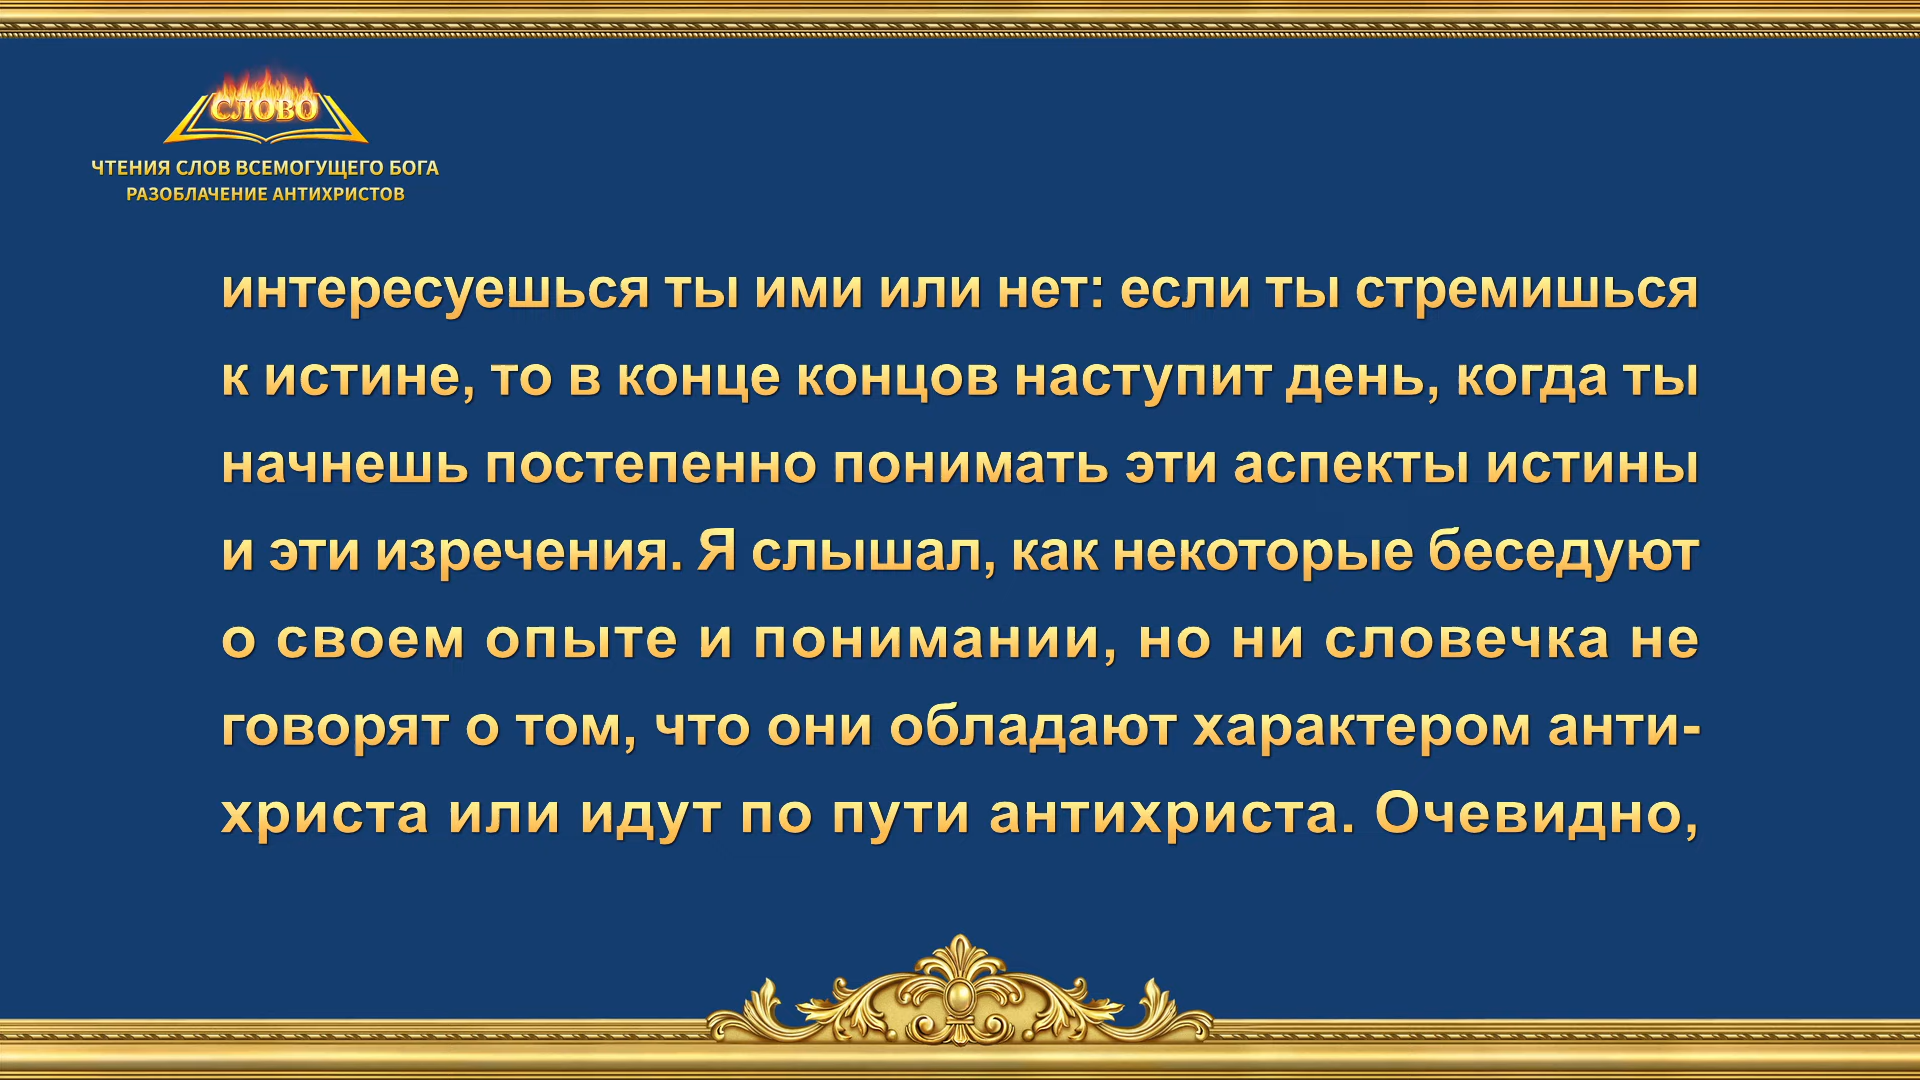 СЛОВО
ЧТЕНИЯ СЛОВ ВСЕМОГУЩЕГО БОГА
РАЗОБЛАЧЕНИЕ АНТИХРИСТОВ
интересуешься ты ими или нет: если ты стремишься
к истине, то в конце концов наступит день, когда ты
начнешь постепенно понимать эти аспекты истины
и эти изречения. Я слышал, как некоторые беседуют
о своем опыте и понимании, но ни словечка не
говорят о том, что они обладают характером анти-
христа или идут по пути антихриста. Очевидно,